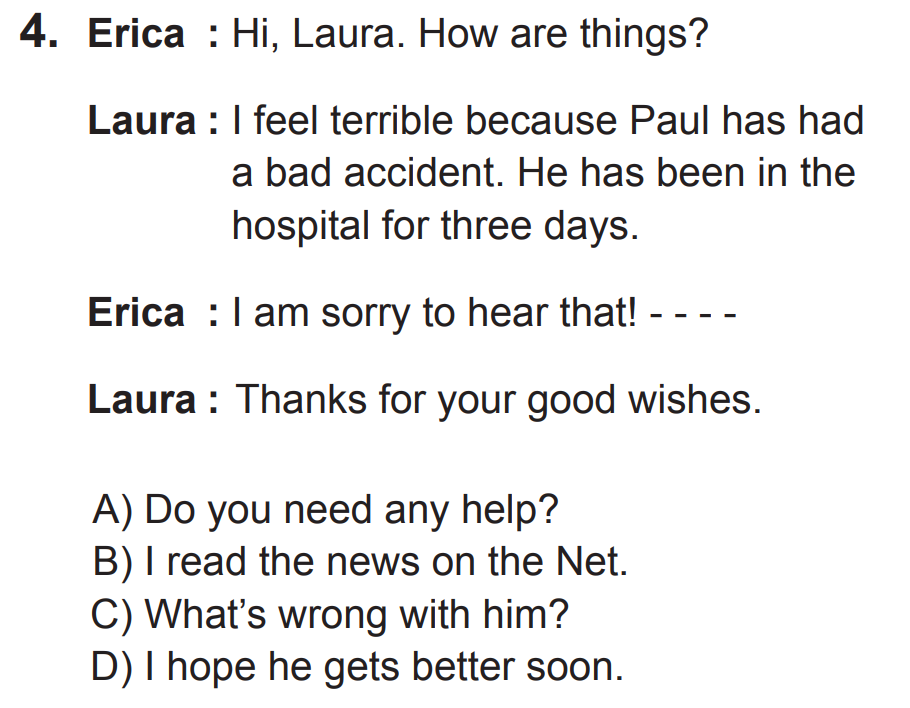 4. Erica : Hi, Laura. How are things?
Laura : I feel terrible because Paul has had
a bad accident. He has been in the
hospital for three days.
Erica : I am sorry to hear that! - - - -
Laura : Thanks for your good wishes.
A) Do you need any help?
B) I read the news on the Net.
C) What’s wrong with him?
D) I hope he gets better soon.